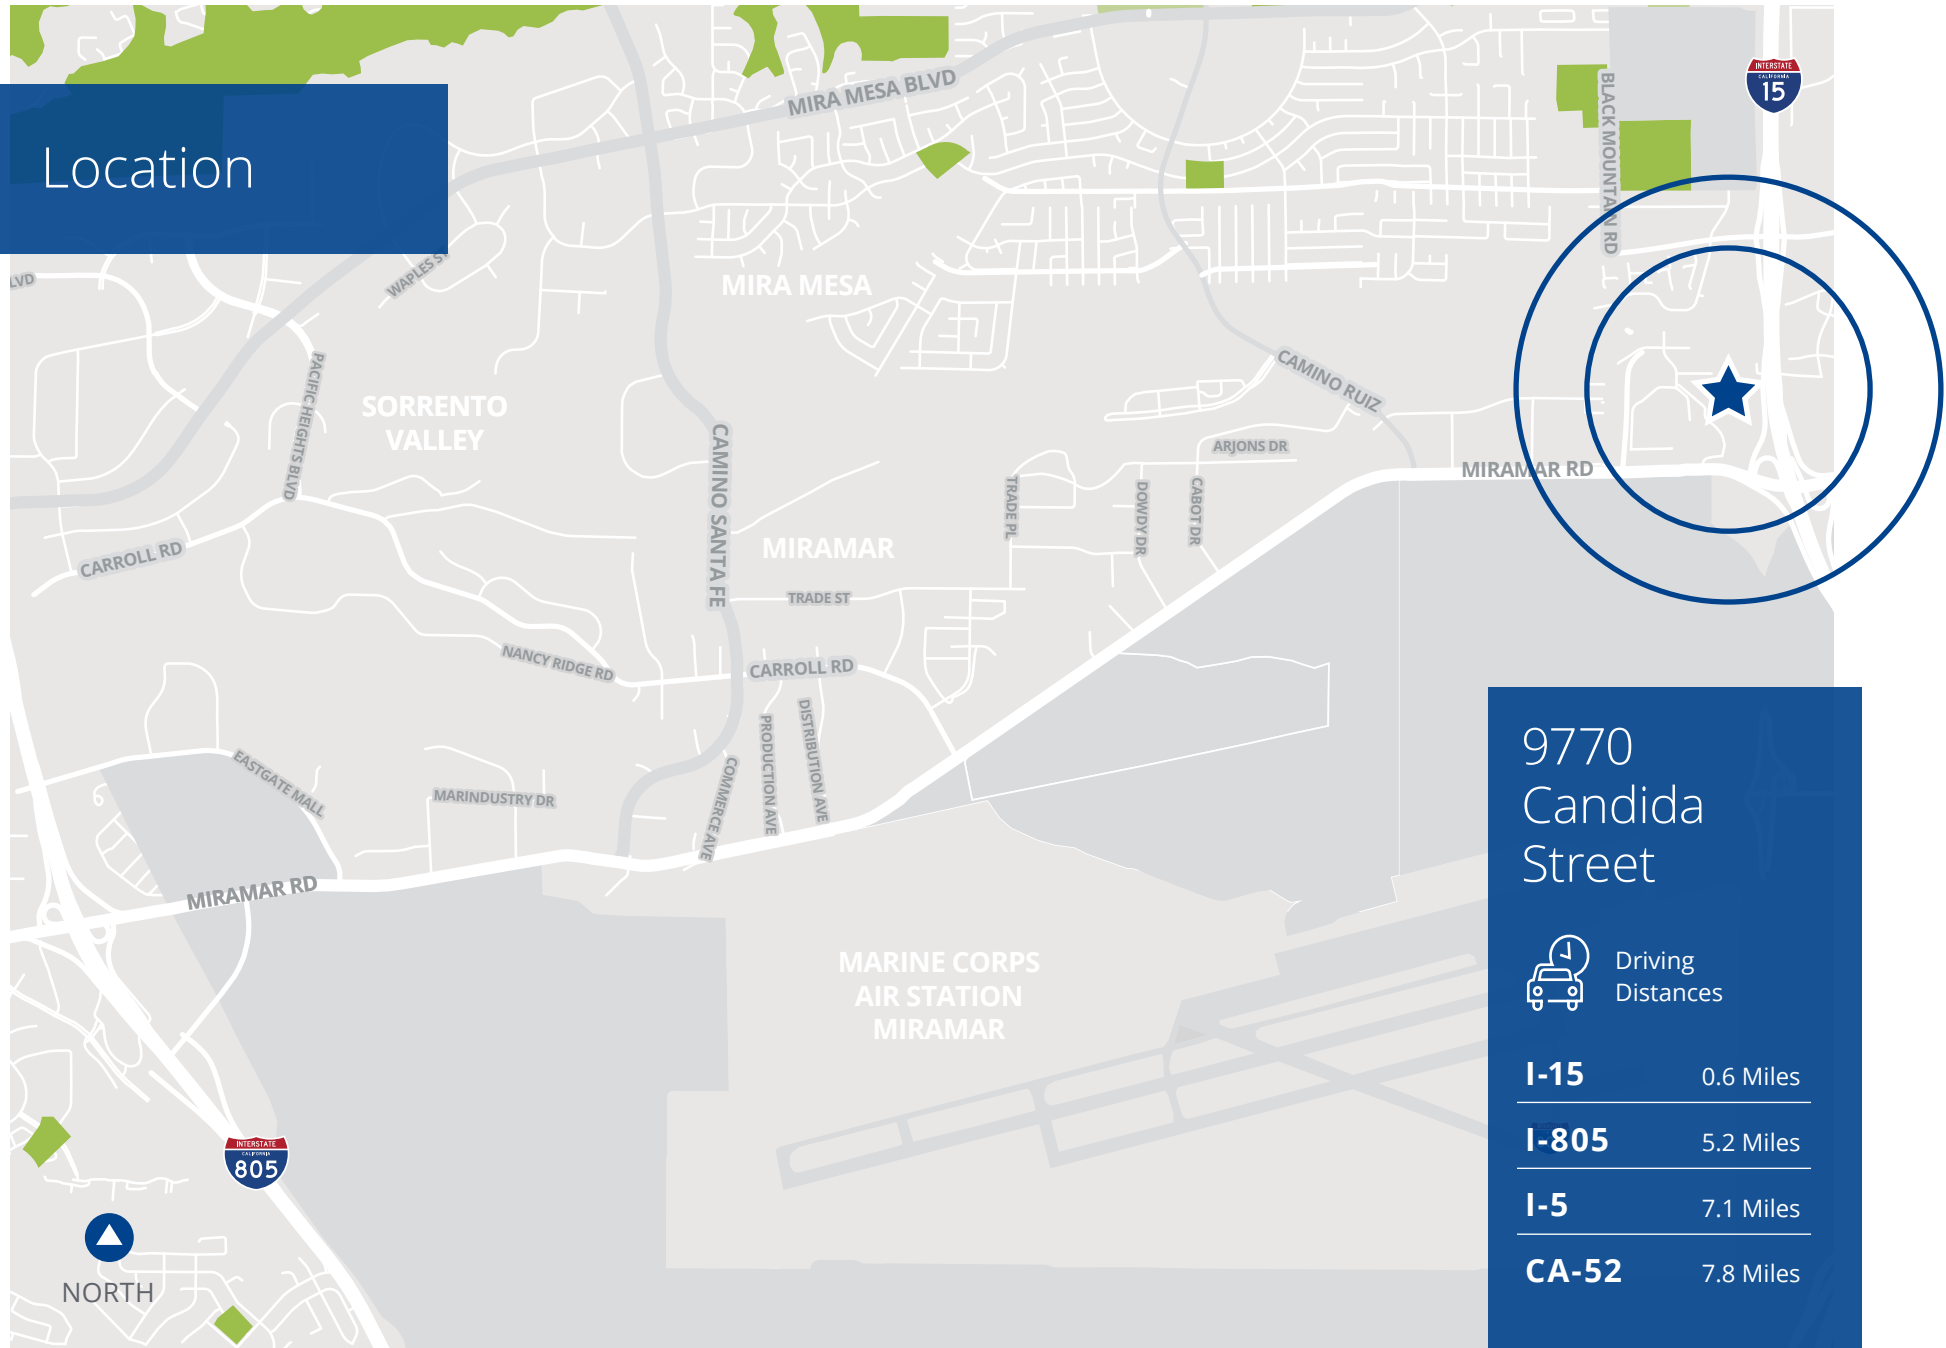 Location
MIRA MESA BLVD
BLACK MOUNTAIN RD
INTERSTATE
CALIFORNIA
15
WAPLES ST
LVD
MIRA MESA
PACIFIC HEIGHTS BLVD
SORRENTO
VALLEY
CAMINO RUIZ
CAMINO SANTA FE
ARJONS DR
MIRAMAR RD
TRADE PL
DOWDY DR
CABOT DR
CARROLL RD
MIRAMAR
TRADE ST
NANCY RIDGE RD
CARROLL RD
PRODUCTION AVE
DISTRIBUTION AVE
COMMERCE AVE
EASTGATE MALL
MARINDUSTRY DR
MIRAMAR RD
MARINE CORPS
AIR STATION
MIRAMAR
INTERSTATE
CALIFORNIA
805
NORTH
9770
Candida
Street
Driving
Distances
I-15 0.6 Miles
I-805 5.2 Miles
I-5 7.1 Miles
CA-52 7.8 Miles